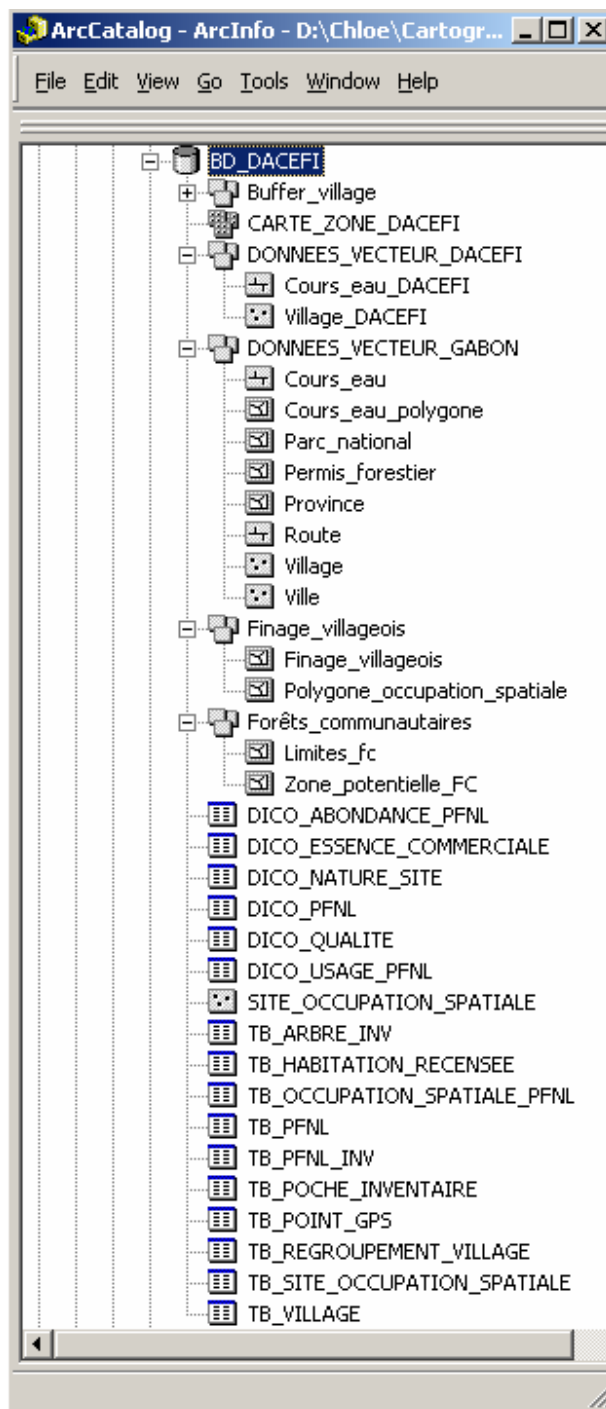 ArcCatalog - ArcInfo - D:\Chloe\Cartogr...
File Edit View Go Tools Window Help
BD_DACEFI
Buffer_village
CARTE_ZONE_DACEFI
DONNEES_VECTEUR_DACEFI
Cours_eau_DACEFI
Village_DACEFI
DONNEES_VECTEUR_GABON
Cours_eau
Cours_eau_polygone
Parc_national
Permis_forestier
Province
Route
Village
Ville
Finage_villageois
Finage_villageois
Polygone_occupation_spatiale
Forêts_communautaires
Limites_fc
Zone_potentielle_FC
DICO_ABONDANCE_PFNL
DICO_ESSENCE_COMMERCIALE
DICO_NATURE_SITE
DICO_PFNL
DICO_QUALITE
DICO_USAGE_PFNL
SITE_OCCUPATION_SPATIALE
TB_ARBRE_INV
TB_HABITATION_RECENSEE
TB_OCCUPATION_SPATIALE_PFNL
TB_PFNL
TB_PFNL_INV
TB_POCHE_INVENTAIRE
TB_POINT_GPS
TB_REGROUPEMENT_VILLAGE
TB_SITE_OCCUPATION_SPATIALE
TB_VILLAGE